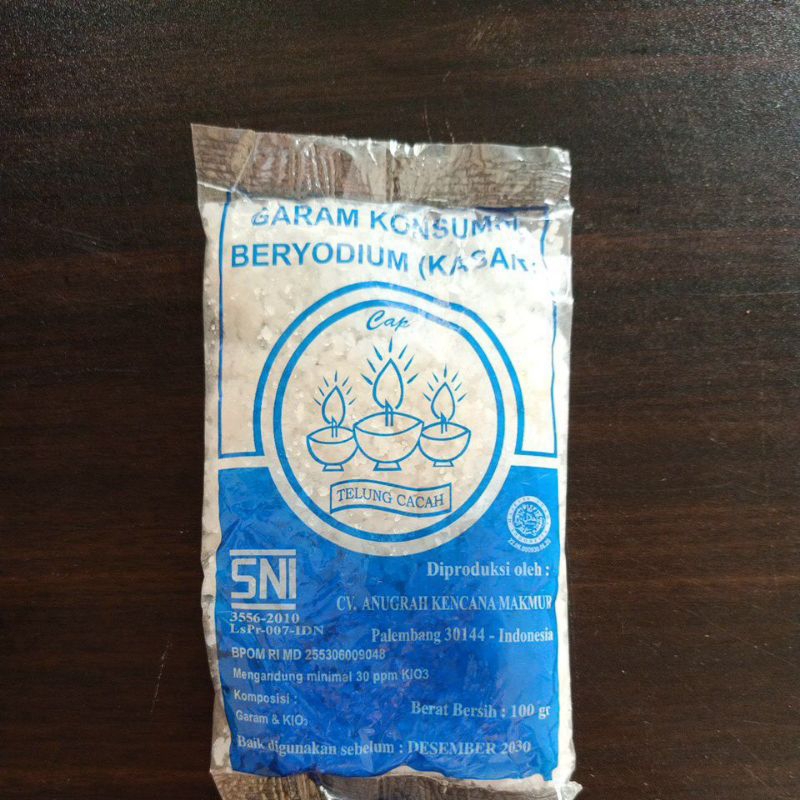 GARAM KONSUMSI
BERYODIUM (KASAR)
Cap
TELUNG CACAH
SNI
3556-2010
LsPr-007-IDN
Diproduksi oleh :
CV. ANUGRAH KENCANA MAKMUR
Palembang 30144 - Indonesia
BPOM RI MD 255306009048
Mengandung minimal 30 ppm KIO3
Komposisi :
Garam & KIO3
Berat Bersih : 100 gr
Baik digunakan sebelum : DESEMBER 2030